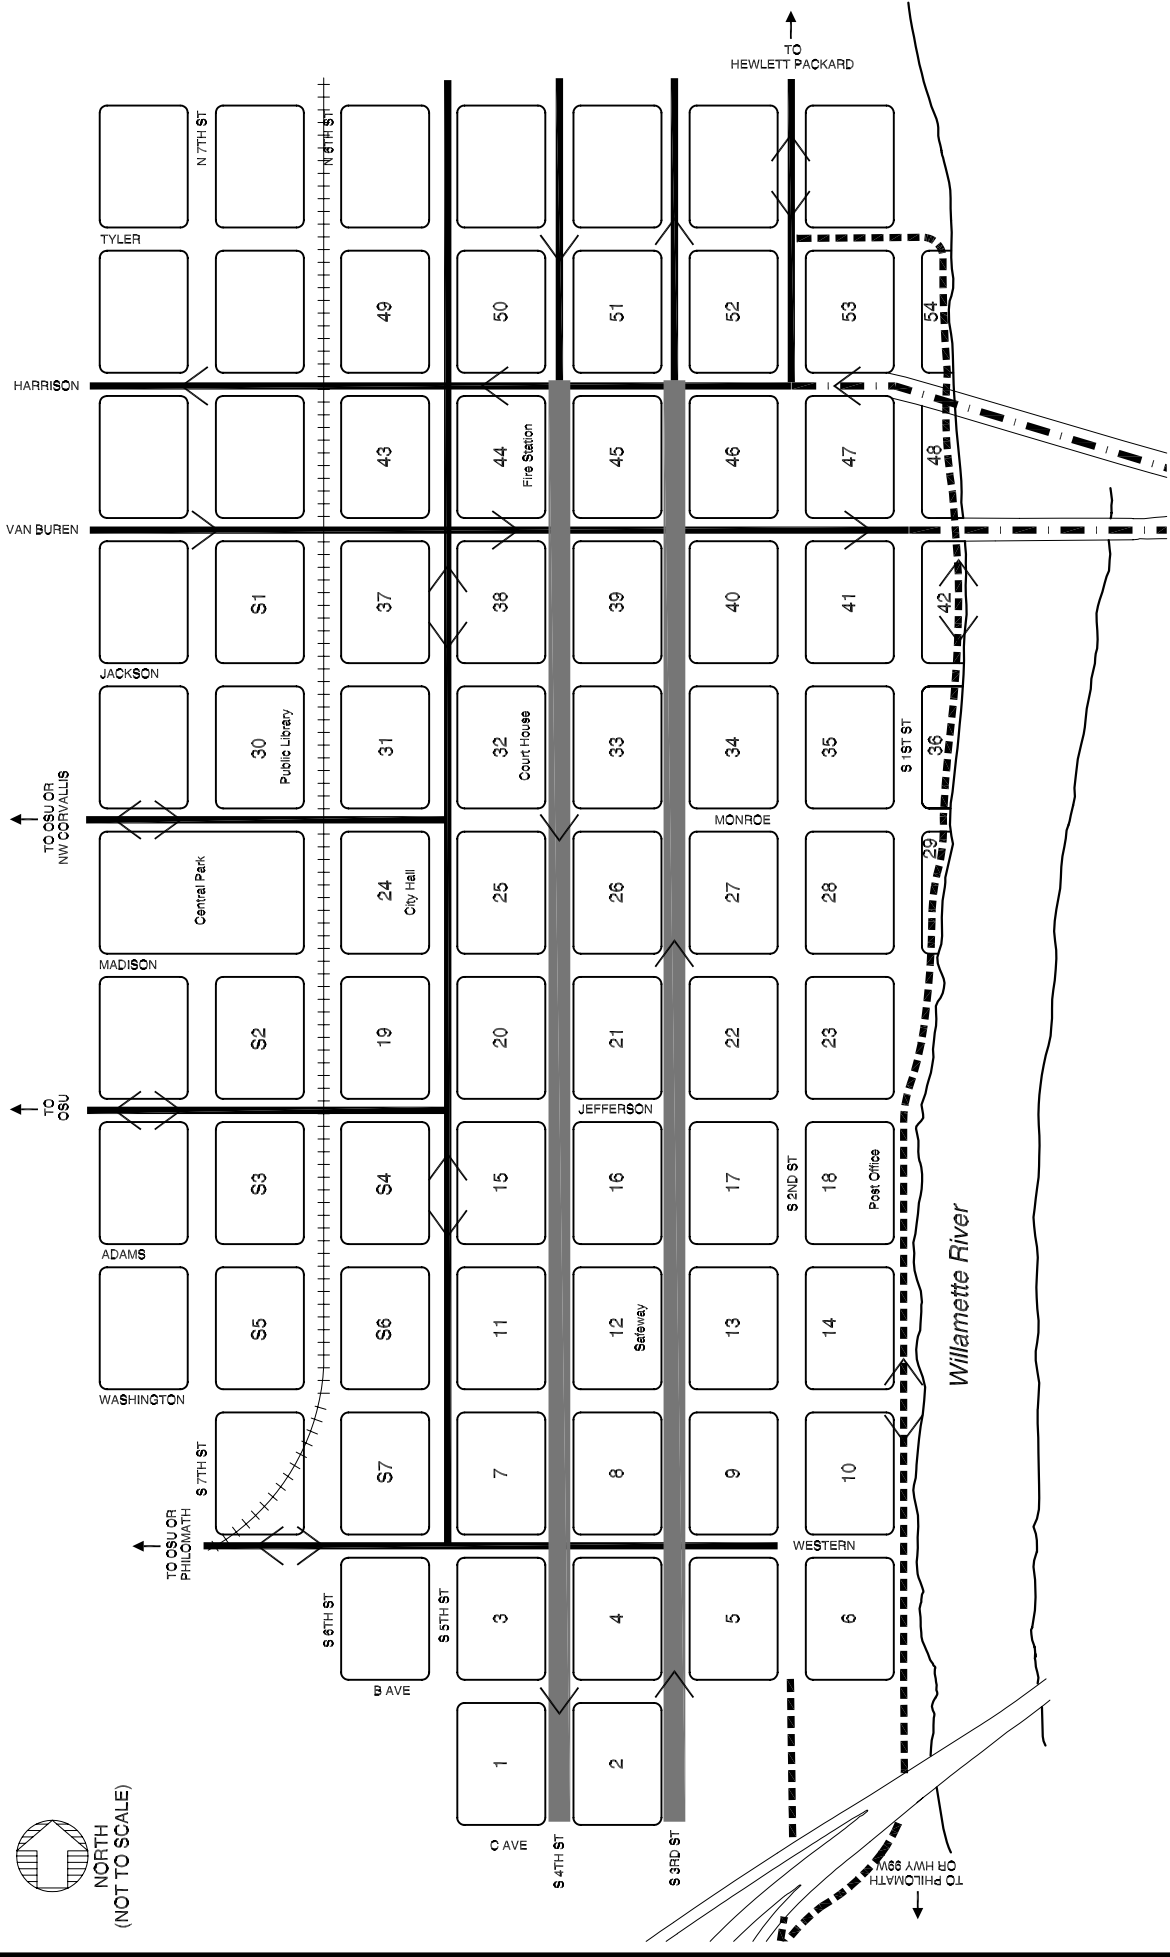 TO
HEWLETT PACKARD
N 7TH ST
N 6TH ST
TYLER
49
50
51
52
53
54
HARRISON
43
44
Fire Station
45
46
47
48
VAN BUREN
S1
37
38
39
40
41
42
JACKSON
30
Public Library
31
32
Court House
33
34
35
S 1ST ST
36
TO OSU OR
NW CORVALLIS
MONROE
Central Park
24
City Hall
25
26
27
28
29
MADISON
S2
19
20
21
22
23
TO
OSU
JEFFERSON
S3
S4
15
16
17
S 2ND ST
18
Post Office
ADAMS
Willamette River
S5
S6
11
12
Safeway
13
14
WASHINGTON
S 7TH ST
S7
7
8
9
10
TO OSU OR
PHILOMATH
WESTERN
S 6TH ST
S 5TH ST
3
4
5
6
B AVE
1
2
C AVE
S 4TH ST
S 3RD ST
TO PHILOMATH
OR HWY 99W
NORTH
(NOT TO SCALE)